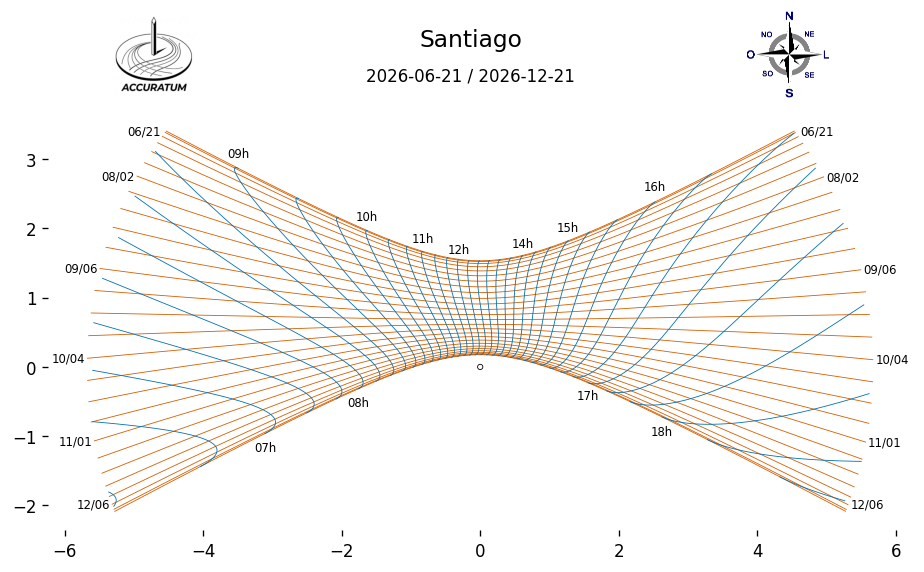 Santiago
2026-06-21 / 2026-12-21
ACCURATUM
N
NO NE
O L
SO SE
S
06/21 06/21
09h
08/02 08/02
16h
10h
15h
11h
14h
12h
09/06 09/06
10/04 10/04
17h
08h
18h
11/01 11/01
07h
12/06 12/06
3
2
1
0
−1
−2
−6 −4 −2 0 2 4 6